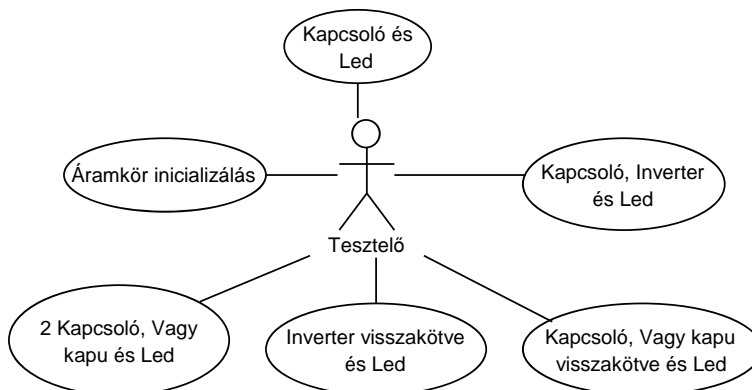 Kapcsoló és
Led
Áramkör inicializálás
Kapcsoló, Inverter
és Led
Tesztelő
2 Kapcsoló, Vagy
kapu és Led
Inverter visszakötve
és Led
Kapcsoló, Vagy kapu
visszakötve és Led